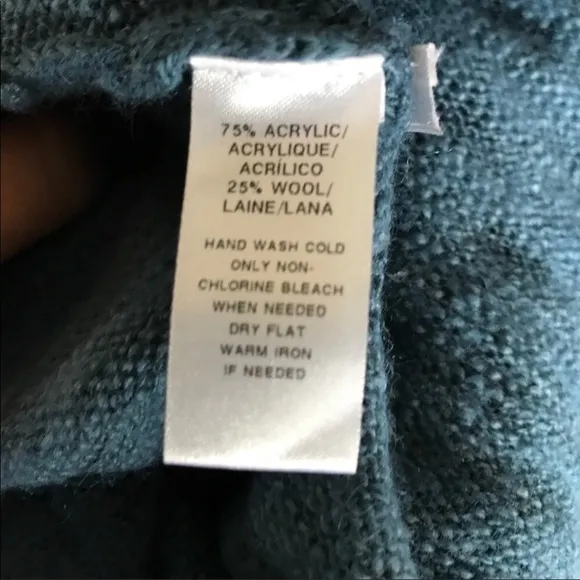 75% ACRYLIC/
ACRYLIQUE/
ACRÍLICO
25% WOOL/
LAINE/LANA
HAND WASH COLD
ONLY NON-
CHLORINE BLEACH
WHEN NEEDED
DRY FLAT
WARM IRON
IF NEEDED